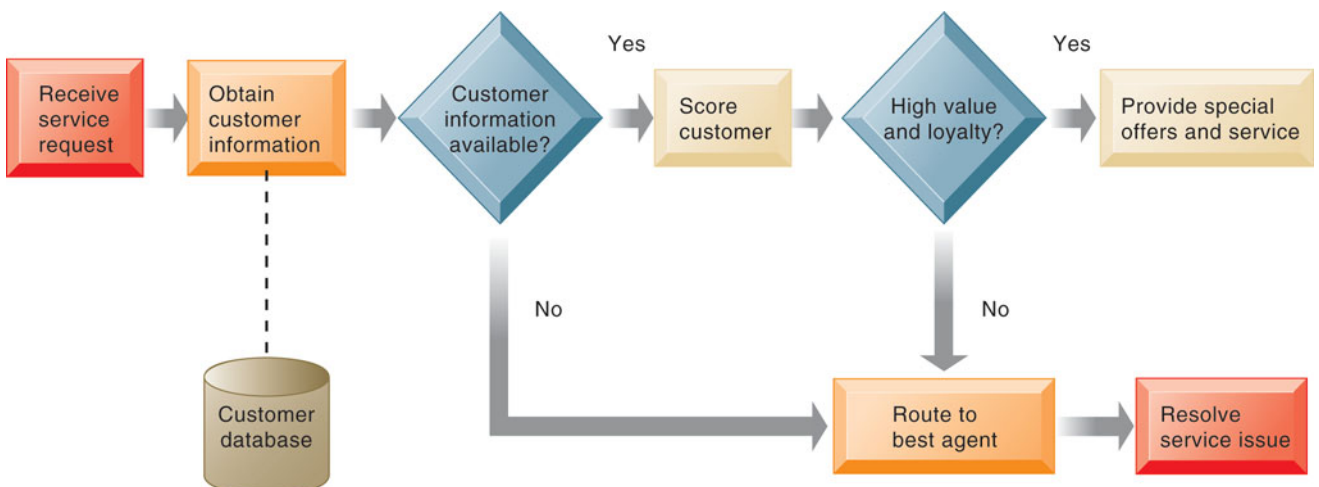 Receive
service
request
Obtain
customer
information
Customer
information
available?
Yes
Score
customer
High value
and loyalty?
Yes
Provide special
offers and service
No
No
Customer
database
Route to
best agent
Resolve
service issue